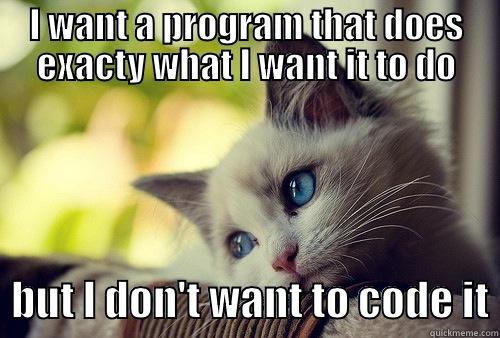 I want a program that does
exacty what I want it to do
but I don't want to code it
quickmeme.com